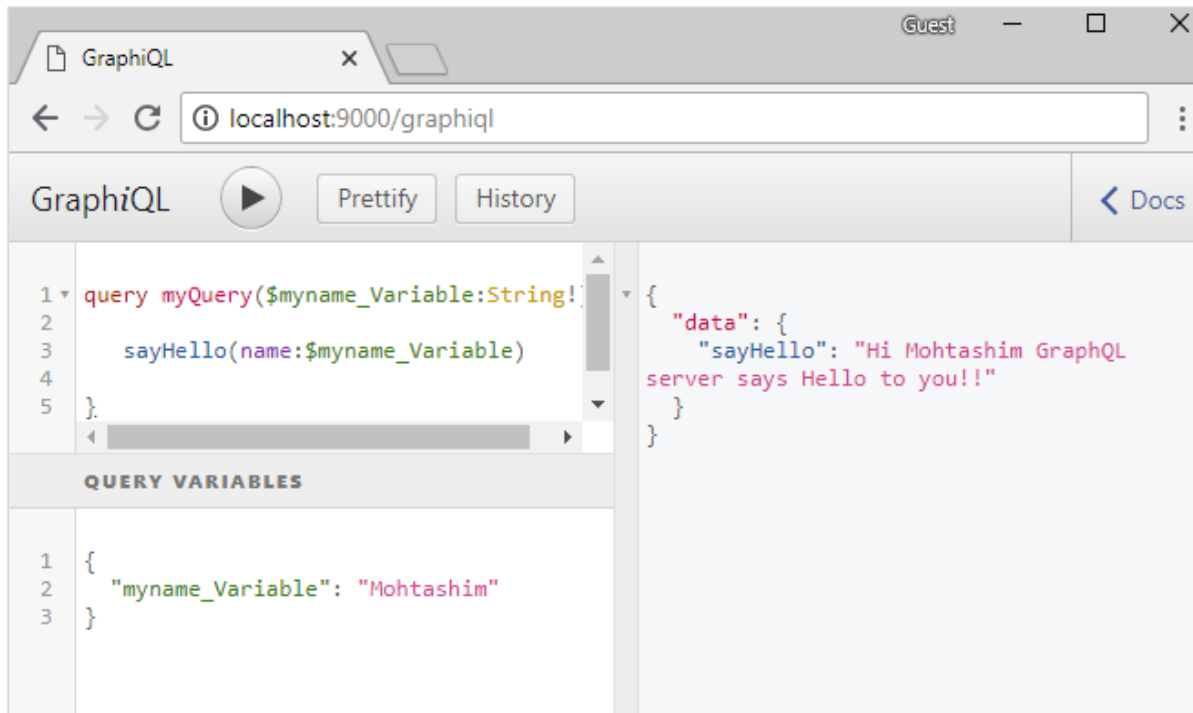 Guest
GraphiQL
localhost:9000/graphiql
GraphiQL
Prettify
History
Docs
1 query myQuery($myname_Variable:String!)
2
3 sayHello(name:$myname_Variable)
4
5 }
{
"data": {
"sayHello": "Hi Mohtashim GraphQL
server says Hello to you!!"
}
}
QUERY VARIABLES
1 {
2 "myname_Variable": "Mohtashim"
3 }